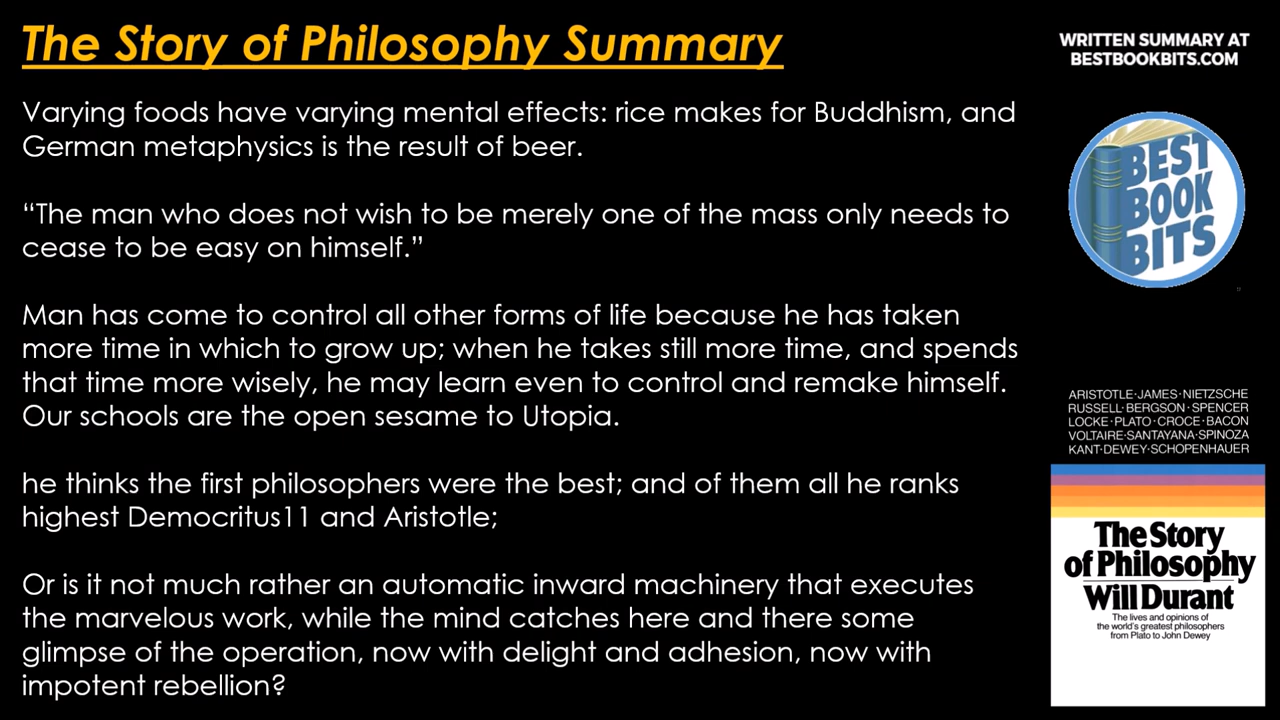 The Story of Philosophy Summary
Varying foods have varying mental effects: rice makes for Buddhism, and
German metaphysics is the result of beer.
“The man who does not wish to be merely one of the mass only needs to
cease to be easy on himself.”
Man has come to control all other forms of life because he has taken
more time in which to grow up; when he takes still more time, and spends
that time more wisely, he may learn even to control and remake himself.
Our schools are the open sesame to Utopia.
he thinks the first philosophers were the best; and of them all he ranks
highest Democritus11 and Aristotle;
Or is it not much rather an automatic inward machinery that executes
the marvelous work, while the mind catches here and there some
glimpse of the operation, now with delight and adhesion, now with
impotent rebellion?
WRITTEN SUMMARY AT
BESTBOOKBITS.COM
BEST
BOOK
BITS
ARISTOTLE·JAMES·NIETZSCHE
RUSSELL·BERGSON·SPENCER
LOCKE·PLATO·CROCE·BACON
VOLTAIRE·SANTAYANA·SPINOZA
KANT·DEWEY·SCHOPENHAUER
The Story
of Philosophy
Will Durant
The lives and opinions of
the world's greatest philosophers
from Plato to John Dewey